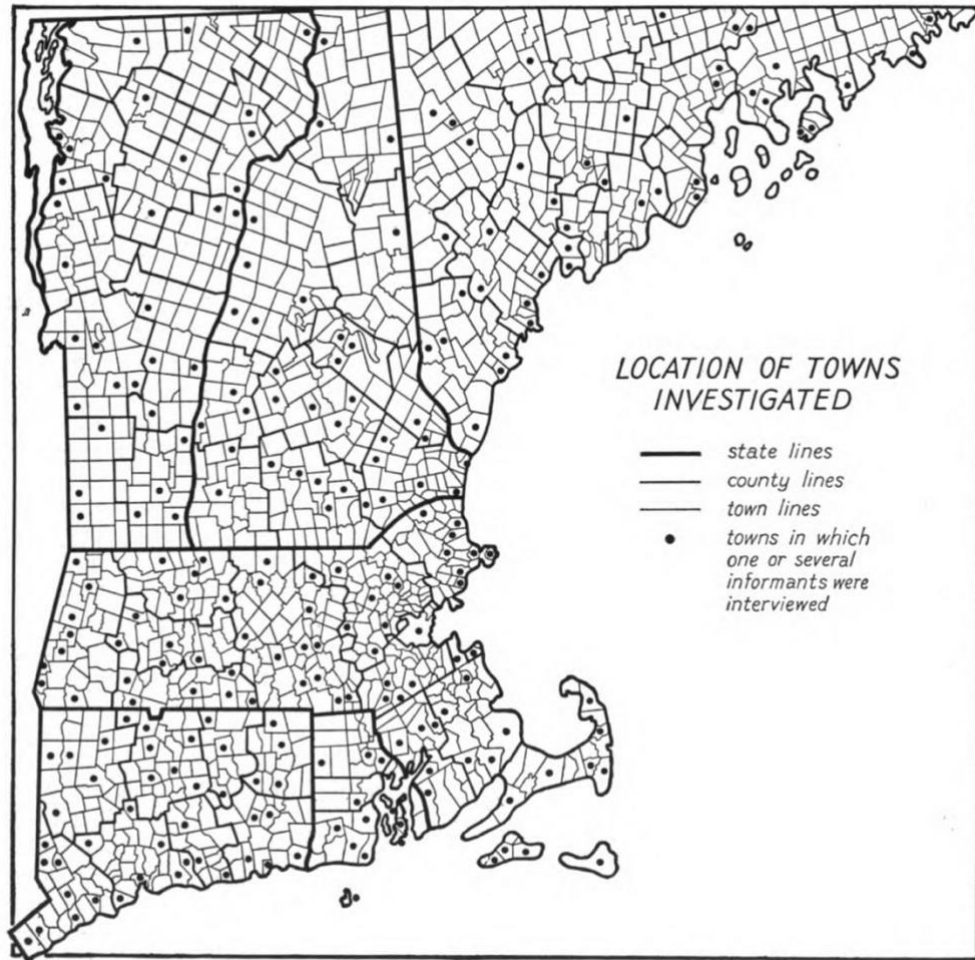 LOCATION OF TOWNS
INVESTIGATED
state lines
county lines
town lines
towns in which
one or several
informants were
interviewed